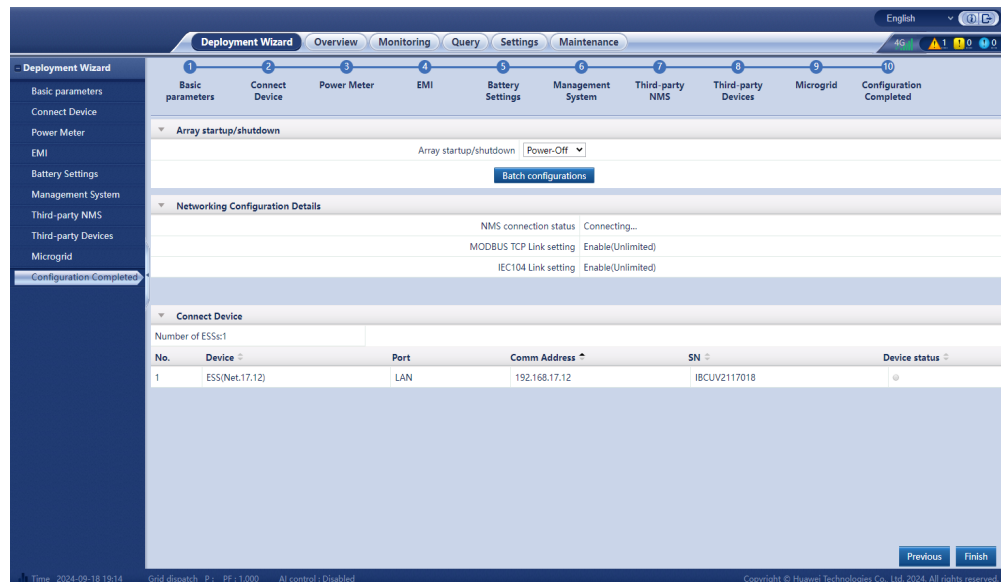 English
Deployment Wizard Overview Monitoring Query Settings Maintenance
4G 1 0 0
Deployment Wizard
Basic parameters
Connect Device
Power Meter
EMI
Battery Settings
Management System
Third-party NMS
Third-party Devices
Microgrid
Configuration Completed
1 2 3 4 5 6 7 8 9 10
Basic parameters
Connect Device
Power Meter
EMI
Battery Settings
Management System
Third-party NMS
Third-party Devices
Microgrid
Configuration Completed
Array startup/shutdown
Array startup/shutdown Power-Off
Batch configurations
Networking Configuration Details
NMS connection status Connecting...
MODBUS TCP Link setting Enable(Unlimited)
IEC104 Link setting Enable(Unlimited)
Connect Device
Number of ESSs:1
No. Device Port Comm Address SN Device status
1 ESS(Net.17.12) LAN 192.168.17.12 IBCUV2117018
Previous Finish
Time 2024-09-18 19:14 Grid dispatch P : PF : 1.000 AI control : Disabled Copyright © Huawei Technologies Co., Ltd. 2024. All rights reserved.